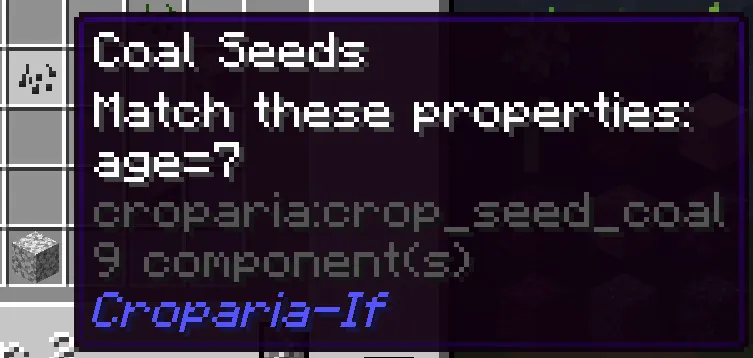 Coal Seeds
Match these properties:
age=7
croparia:crop_seed_coal
9 component(s)
Croparia-If